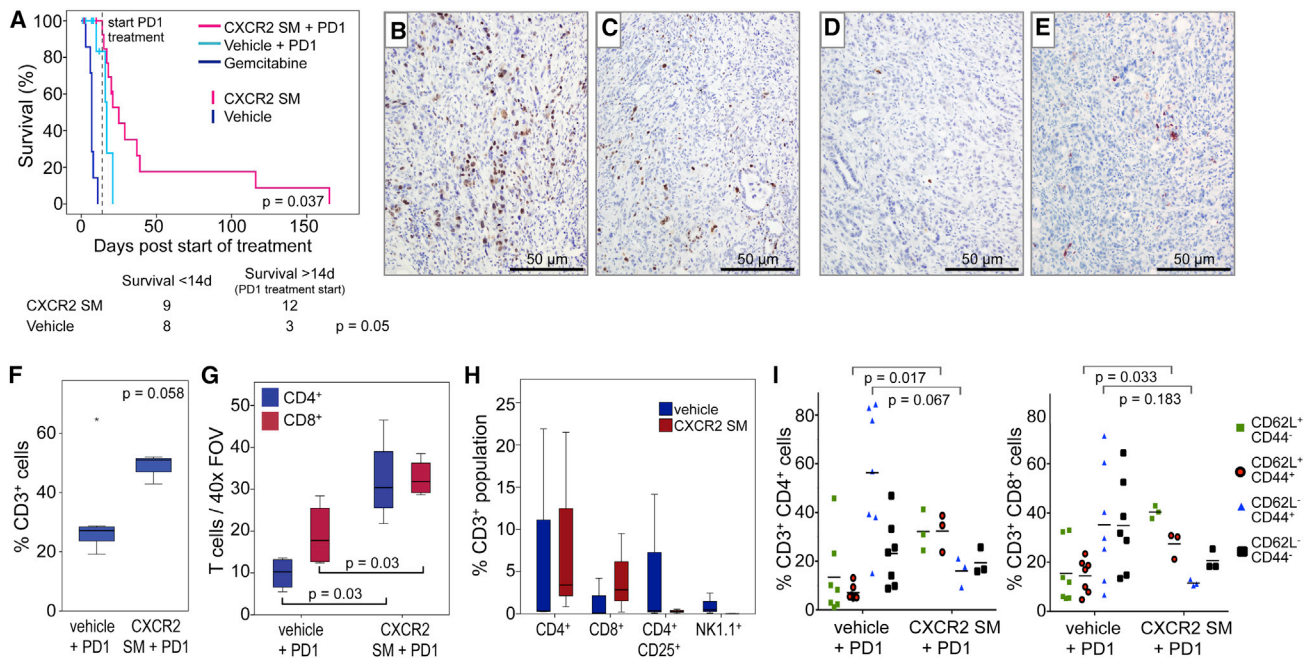 A
start PD1
treatment
CXCR2 SM + PD1
Vehicle + PD1
Gemcitabine
CXCR2 SM
Vehicle
100
80
60
40
20
0
Survival (%)
p = 0.037
0 50 100 150
Days post start of treatment
Survival <14d Survival >14d
(PD1 treatment start)
CXCR2 SM 9 12
Vehicle 8 3 p = 0.05
B
50 µm
C
50 µm
D
50 µm
E
50 µm
F
p = 0.058
*
60
40
20
0
% CD3+ cells
vehicle
+ PD1
CXCR2
SM + PD1
G
CD4+
CD8+
50
40
30
20
10
0
T cells / 40x FOV
p = 0.03
p = 0.03
vehicle
+ PD1
CXCR2
SM + PD1
H
vehicle
CXCR2 SM
25
20
15
10
5
0
% CD3+ population
CD4+ CD8+ CD4+ NK1.1+
CD25+
I
p = 0.017
p = 0.067
80
60
40
20
0
% CD3+ CD4+ cells
vehicle
+ PD1
CXCR2 SM
+ PD1
p = 0.033
p = 0.183
80
60
40
20
0
% CD3+ CD8+ cells
vehicle
+ PD1
CXCR2 SM
+ PD1
CD62L+
CD44-
CD62L+
CD44+
CD62L-
CD44+
CD62L-
CD44-